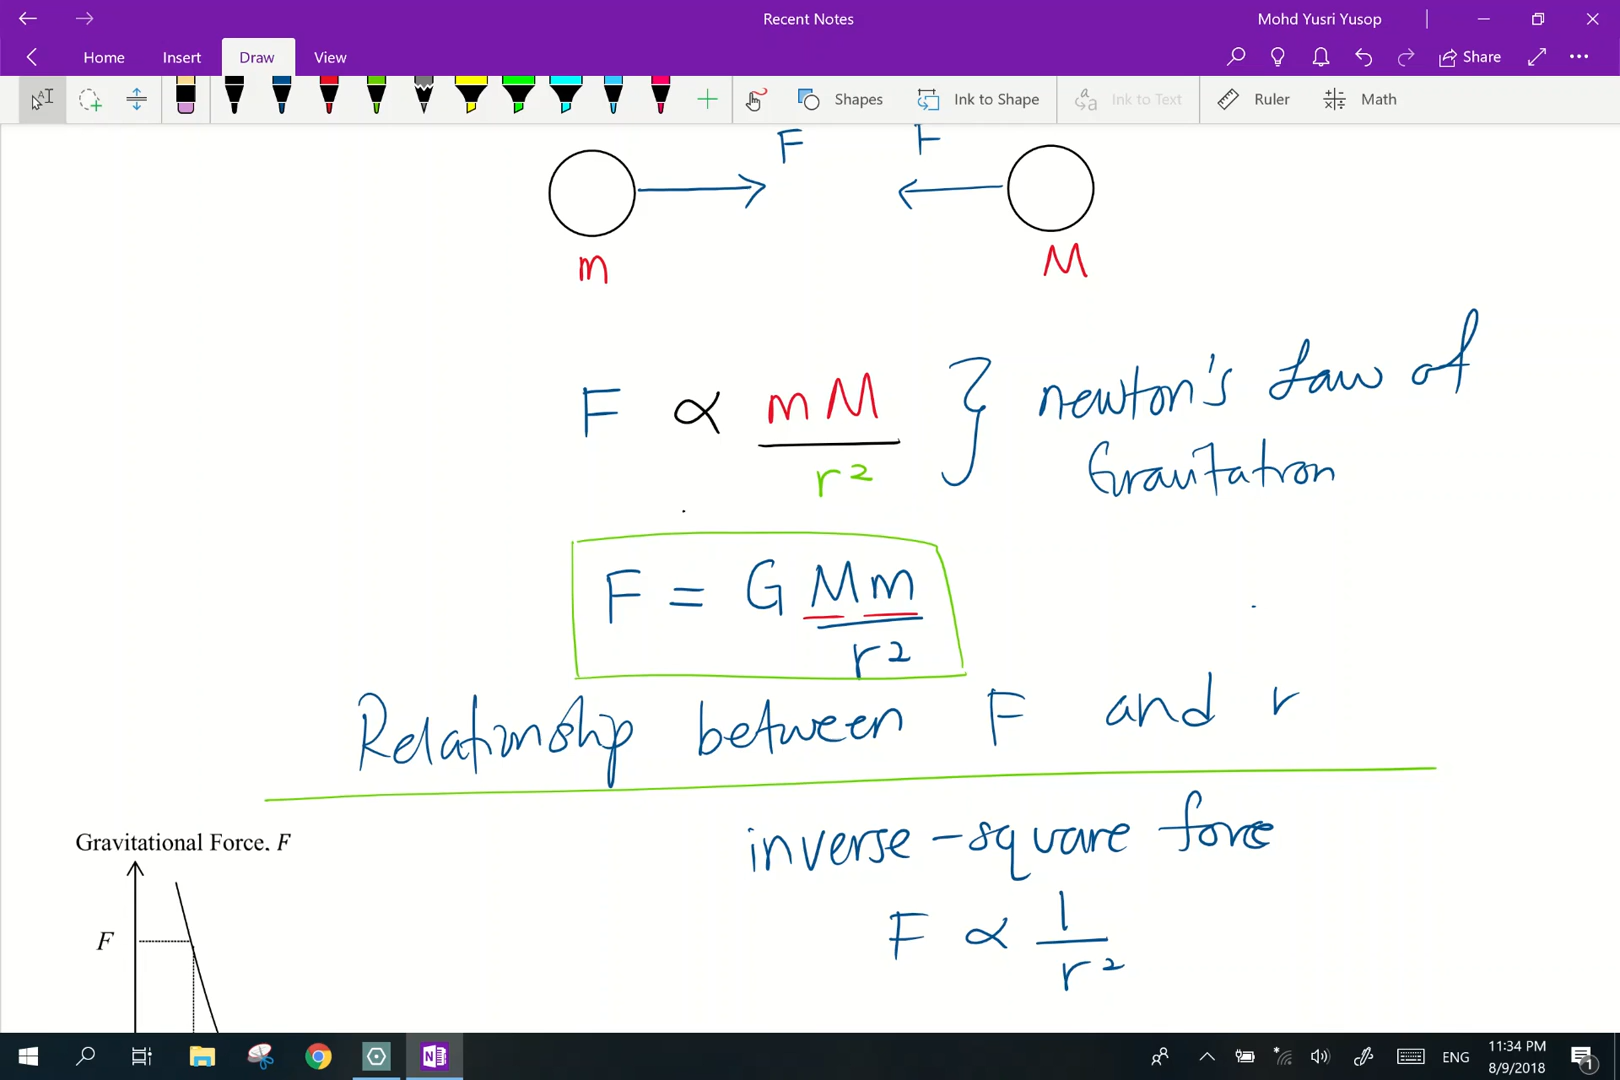 Recent Notes
Mohd Yusri Yusop
Home Insert Draw View
Share
Shapes Ink to Shape Ink to Text Ruler Math
F F
m M
F ∝ mM / r² } newton's Law of
Gravitation
F = G Mm / r²
Relationship between F and r
inverse-square force
Gravitational Force, F
F
F ∝ 1 / r²
ENG
11:34 PM
8/9/2018
1